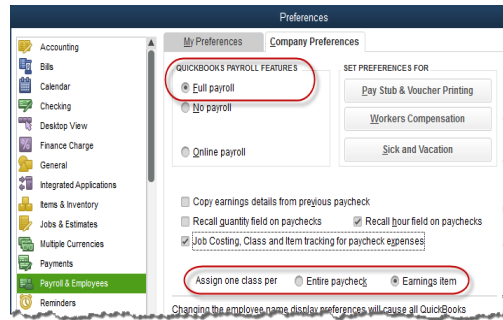 Preferences
My Preferences
Company Preferences
Accounting
Bills
Calendar
Checking
Desktop View
Finance Charge
General
Integrated Applications
Items & Inventory
Jobs & Estimates
Multiple Currencies
Payments
Payroll & Employees
Reminders
QUICKBOOKS PAYROLL FEATURES
Full payroll
No payroll
Online payroll
SET PREFERENCES FOR
Pay Stub & Voucher Printing
Workers Compensation
Sick and Vacation
Copy earnings details from previous paycheck
Recall quantity field on paychecks
Recall hour field on paychecks
Job Costing, Class and Item tracking for paycheck expenses
Assign one class per
Entire paycheck
Earnings item
Changing the employee name display preferences will cause all QuickBooks